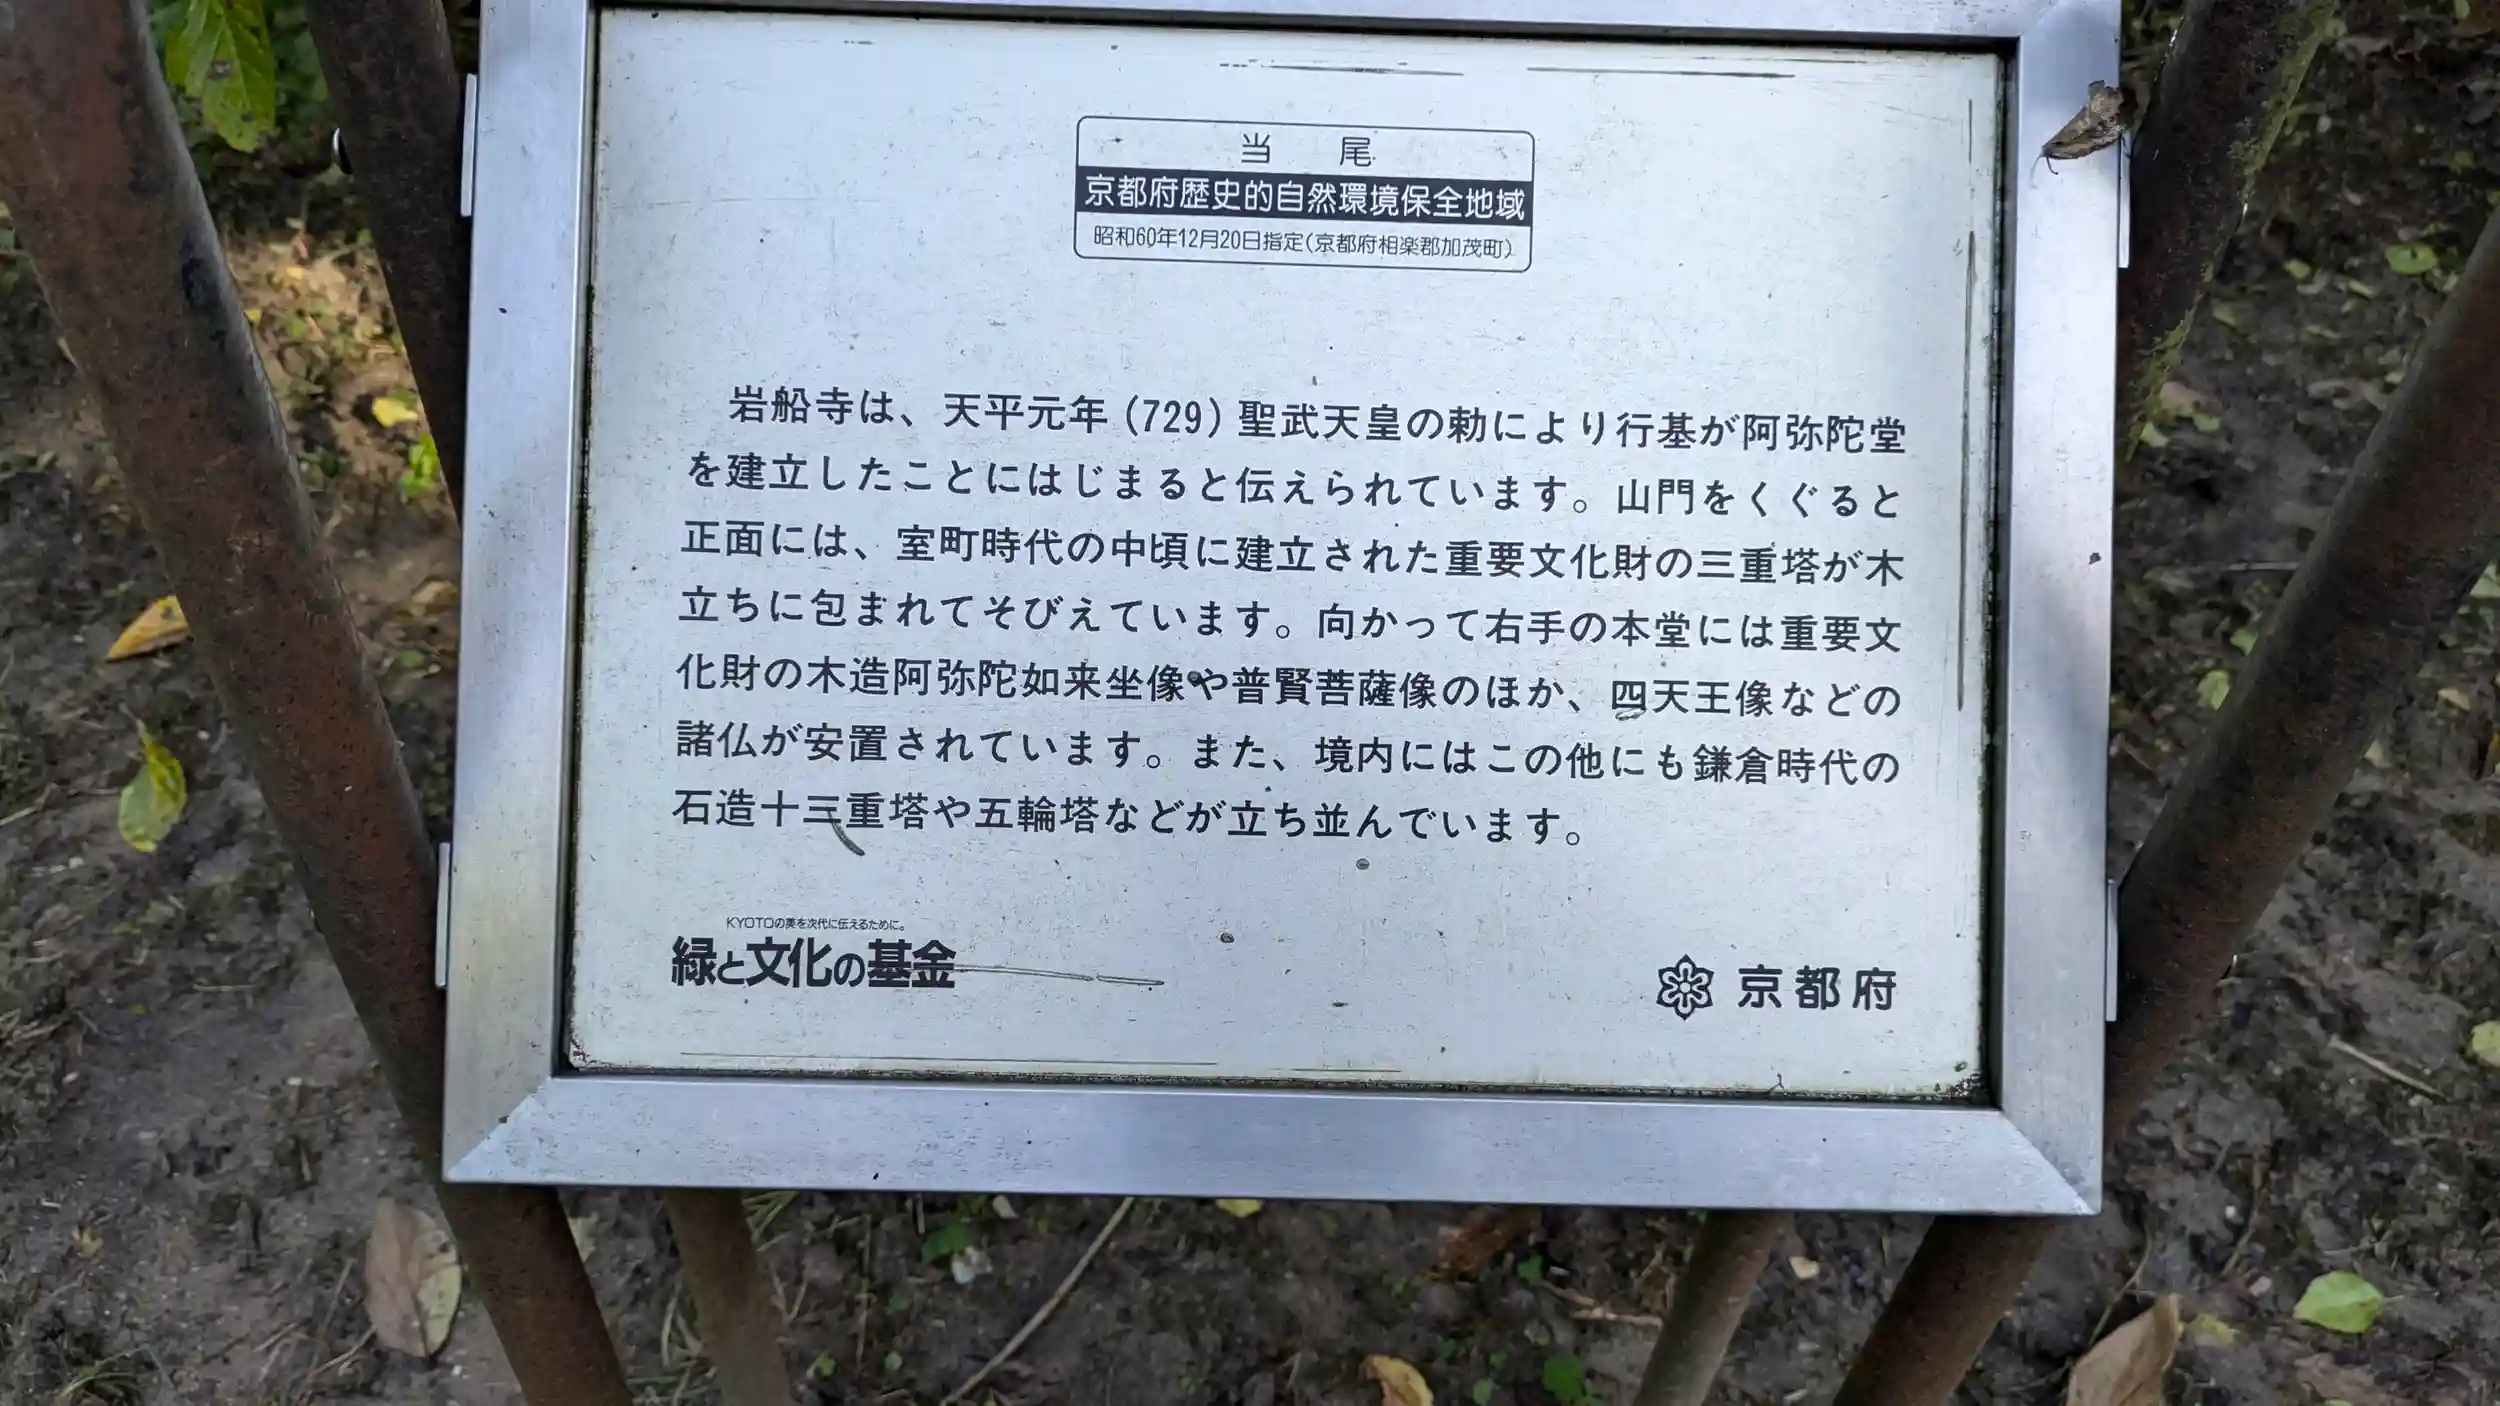 当尾
京都府歴史的自然環境保全地域
昭和60年12月20日指定(京都府相楽郡加茂町)
岩船寺は、天平元年(729)聖武天皇の勅により行基が阿弥陀堂
を建立したことにはじまると伝えられています。山門をくぐると
正面には、室町時代の中頃に建立された重要文化財の三重塔が木
立ちに包まれてそびえています。向かって右手の本堂には重要文
化財の木造阿弥陀如来坐像や普賢菩薩像のほか、四天王像などの
諸仏が安置されています。また、境内にはこの他にも鎌倉時代の
石造十三重塔や五輪塔などが立ち並んでいます。
KYOTOの美を次代に伝えるために。
緑と文化の基金
京都府